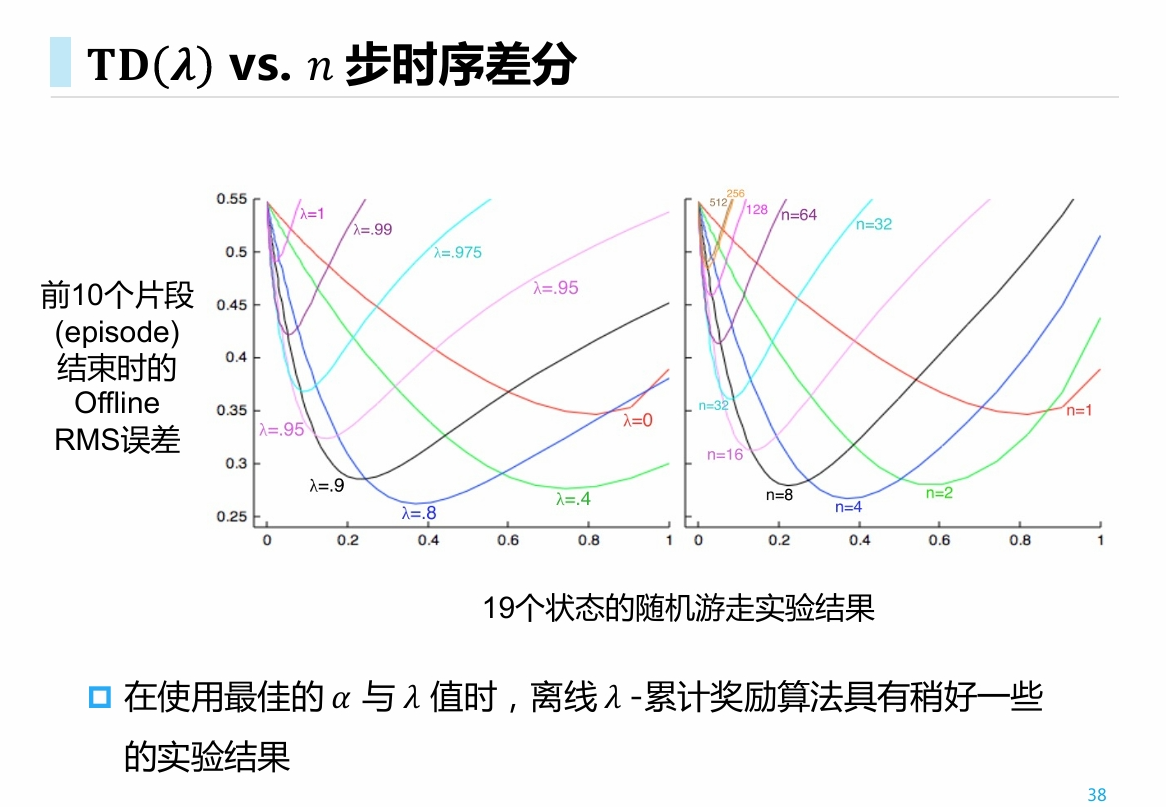 TD(λ) vs. n 步时序差分
前10个片段
(episode)
结束时的
Offline
RMS误差
0.55
0.5
0.45
0.4
0.35
0.3
0.25
0
0.2
0.4
0.6
0.8
1
λ=1
λ=.99
λ=.975
λ=.95
λ=.95
λ=0
λ=.9
λ=.8
λ=.4
256
512
128
n=64
n=32
n=32
n=1
n=16
n=8
n=4
n=2
0
0.2
0.4
0.6
0.8
1
19个状态的随机游走实验结果
在使用最佳的 α 与 λ 值时，离线 λ -累计奖励算法具有稍好一些
的实验结果
38